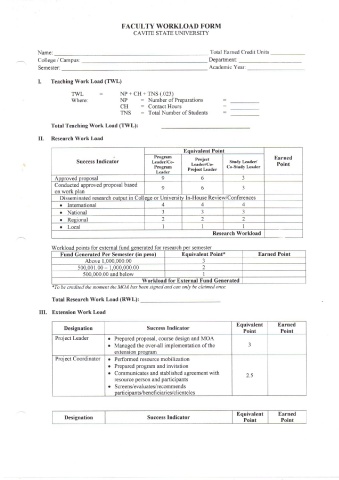 FACULTY WORKLOAD FORM
CAVITE STATE UNIVERSITY
Name: Total Earned Credit Units
College / Campus: Department:
Semester: Academic Year:
I. Teaching Work Load (TWL)
TWL = NP + CH + TNS (.023)
Where: NP = Number of Preparations =
CH = Contact Hours =
TNS = Total Number of Students =
Total Teaching Work Load (TWL):
II. Research Work Load
Success Indicator Equivalent Point Earned Point
Program Leader/Co-Program Leader Project Leader/Co-Project Leader Study Leader/Co-Study Leader
Approved proposal 9 6 3
Conducted approved proposal based on work plan 9 6 3
Disseminated research output in College or University In-House Review/Conferences
• International 4 4 4
• National 3 3 3
• Regional 2 2 2
• Local 1 1 1
Research Workload
Workload points for external fund generated for research per semester
Fund Generated Per Semester (in peso) Equivalent Point* Earned Point
Above 1,000,000.00 3
500,001.00 – 1,000,000.00 2
500,000.00 and below 1
Workload for External Fund Generated
*To be credited the moment the MOA has been signed and can only be claimed once
Total Research Work Load (RWL):
III. Extension Work Load
Designation Success Indicator Equivalent Point Earned Point
Project Leader • Prepared proposal, course design and MOA
• Managed the over-all implementation of the extension program 3
Project Coordinator • Performed resource mobilization
• Prepared program and invitation
• Communicates and stablished agreement with resource person and participants
• Screens/evaluates/recommends participants/beneficiaries/clienteles 2.5
Designation Success Indicator Equivalent Point Earned Point